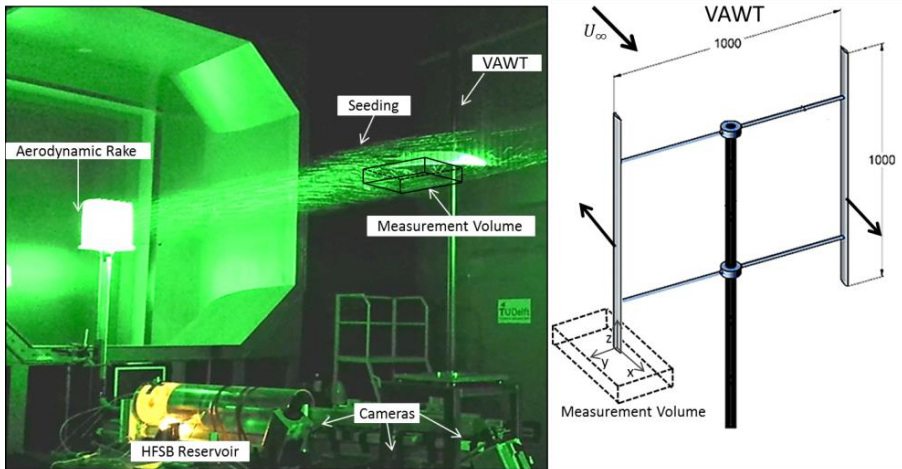 VAWT
Seeding
Aerodynamic Rake
Measurement Volume
TUDelft
Cameras
HFSB Reservoir
VAWT
U∞
1000
1000
z
y
x
Measurement Volume